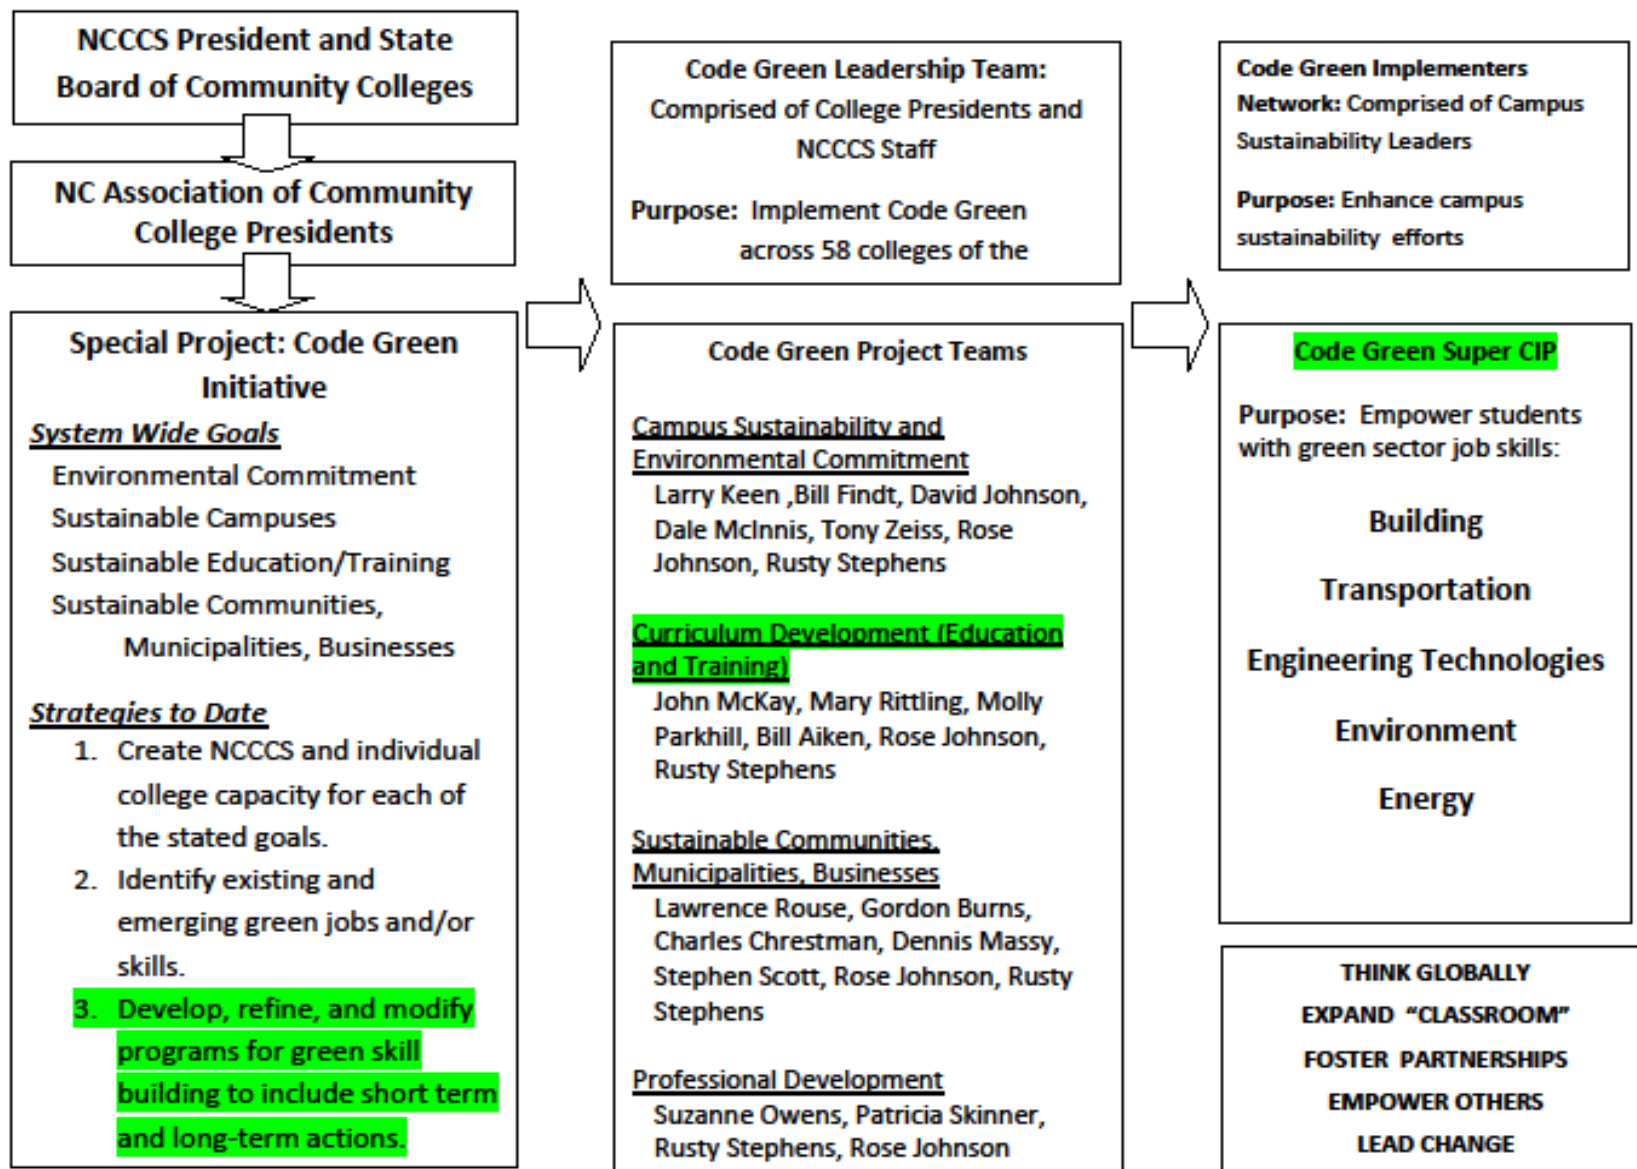 NCCCS President and State
Board of Community Colleges
NC Association of Community
College Presidents
Special Project: Code Green
Initiative
System Wide Goals
Environmental Commitment
Sustainable Campuses
Sustainable Education/Training
Sustainable Communities,
Municipalities, Businesses
Strategies to Date
1. Create NCCCS and individual
college capacity for each of
the stated goals.
2. Identify existing and
emerging green jobs and/or
skills.
3. Develop, refine, and modify
programs for green skill
building to include short term
and long-term actions.
Code Green Leadership Team:
Comprised of College Presidents and
NCCCS Staff
Purpose: Implement Code Green
across 58 colleges of the
Code Green Project Teams
Campus Sustainability and
Environmental Commitment
Larry Keen ,Bill Findt, David Johnson,
Dale McInnis, Tony Zeiss, Rose
Johnson, Rusty Stephens
Curriculum Development (Education
and Training)
John McKay, Mary Rittling, Molly
Parkhill, Bill Aiken, Rose Johnson,
Rusty Stephens
Sustainable Communities,
Municipalities, Businesses
Lawrence Rouse, Gordon Burns,
Charles Chrestman, Dennis Massy,
Stephen Scott, Rose Johnson, Rusty
Stephens
Professional Development
Suzanne Owens, Patricia Skinner,
Rusty Stephens, Rose Johnson
Code Green Implementers
Network: Comprised of Campus
Sustainability Leaders
Purpose: Enhance campus
sustainability efforts
Code Green Super CIP
Purpose: Empower students
with green sector job skills:
Building
Transportation
Engineering Technologies
Environment
Energy
THINK GLOBALLY
EXPAND “CLASSROOM”
FOSTER PARTNERSHIPS
EMPOWER OTHERS
LEAD CHANGE